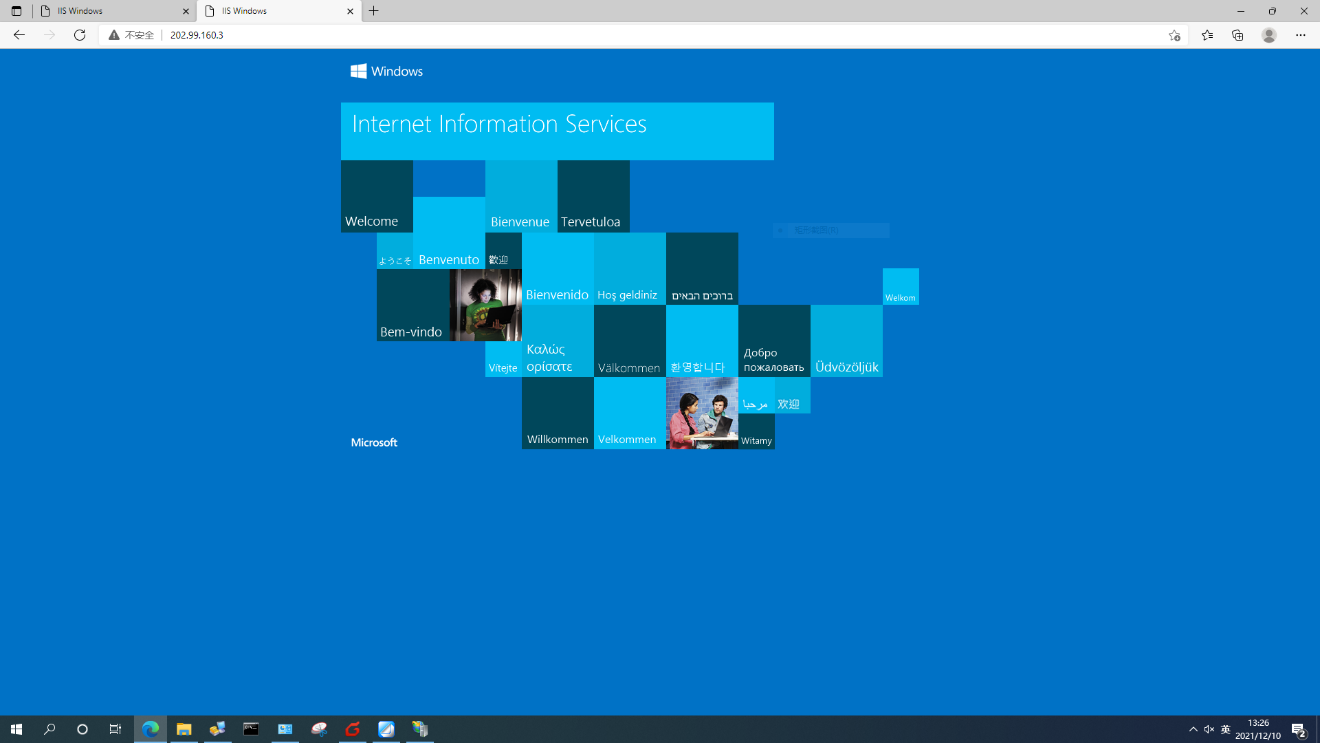 IIS Windows
IIS Windows
不安全
202.99.160.3
Windows
Internet Information Services
Welcome
Bienvenue
Tervetuloa
ようこそ
Benvenuto
歡迎
Bienvenido
Hoş geldiniz
ברוכים הבאים
Welkom
Bem-vindo
Vítejte
Καλώς
ορίσατε
Välkommen
환영합니다
Добро
пожаловать
Üdvözöljük
Microsoft
Willkommen
Velkommen
مرحبا
欢迎
Witamy
英
13:26
2021/12/10
2